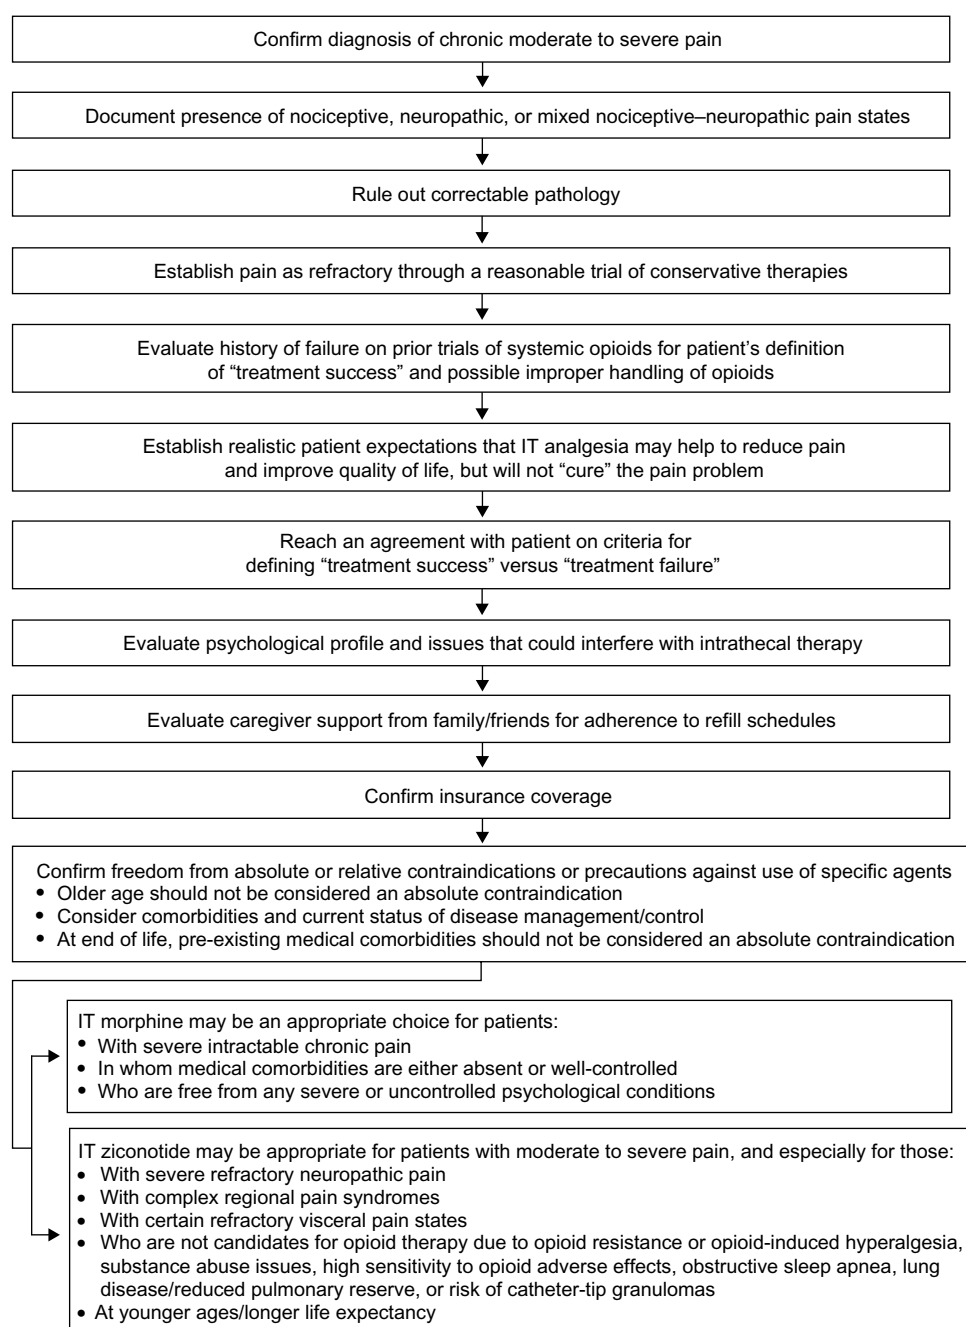 Confirm diagnosis of chronic moderate to severe pain
Document presence of nociceptive, neuropathic, or mixed nociceptive–neuropathic pain states
Rule out correctable pathology
Establish pain as refractory through a reasonable trial of conservative therapies
Evaluate history of failure on prior trials of systemic opioids for patient’s definition
of “treatment success” and possible improper handling of opioids
Establish realistic patient expectations that IT analgesia may help to reduce pain
and improve quality of life, but will not “cure” the pain problem
Reach an agreement with patient on criteria for
defining “treatment success” versus “treatment failure”
Evaluate psychological profile and issues that could interfere with intrathecal therapy
Evaluate caregiver support from family/friends for adherence to refill schedules
Confirm insurance coverage
Confirm freedom from absolute or relative contraindications or precautions against use of specific agents
• Older age should not be considered an absolute contraindication
• Consider comorbidities and current status of disease management/control
• At end of life, pre-existing medical comorbidities should not be considered an absolute contraindication
IT morphine may be an appropriate choice for patients:
• With severe intractable chronic pain
• In whom medical comorbidities are either absent or well-controlled
• Who are free from any severe or uncontrolled psychological conditions
IT ziconotide may be appropriate for patients with moderate to severe pain, and especially for those:
• With severe refractory neuropathic pain
• With complex regional pain syndromes
• With certain refractory visceral pain states
• Who are not candidates for opioid therapy due to opioid resistance or opioid-induced hyperalgesia,
substance abuse issues, high sensitivity to opioid adverse effects, obstructive sleep apnea, lung
disease/reduced pulmonary reserve, or risk of catheter-tip granulomas
• At younger ages/longer life expectancy